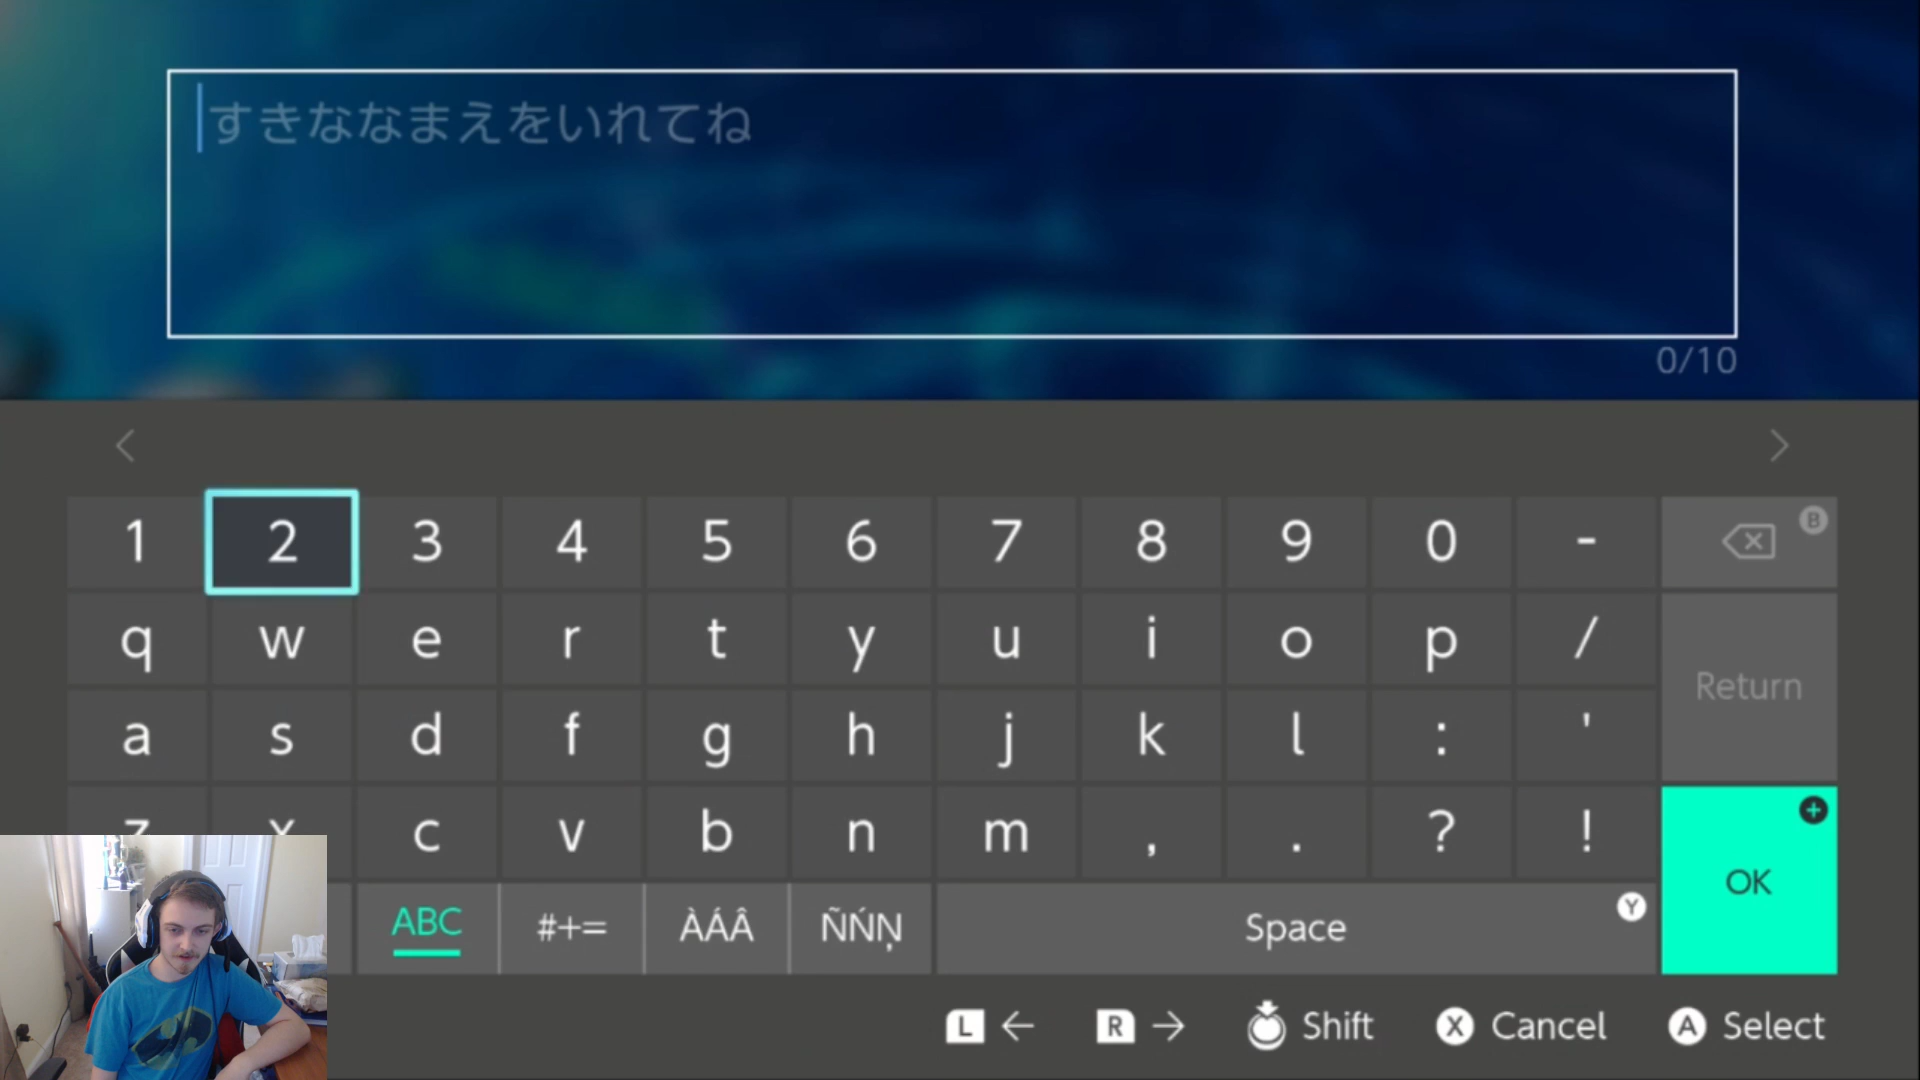 すきななまえをいれてね
0/10
1 2 3 4 5 6 7 8 9 0 -
B
q w e r t y u i o p /
Return
a s d f g h j k l : '
z x c v b n m , . ? !
+
OK
ABC #+= ÀÁÂ ÑŃŅ Space Y
L ← R → Shift X Cancel A Select